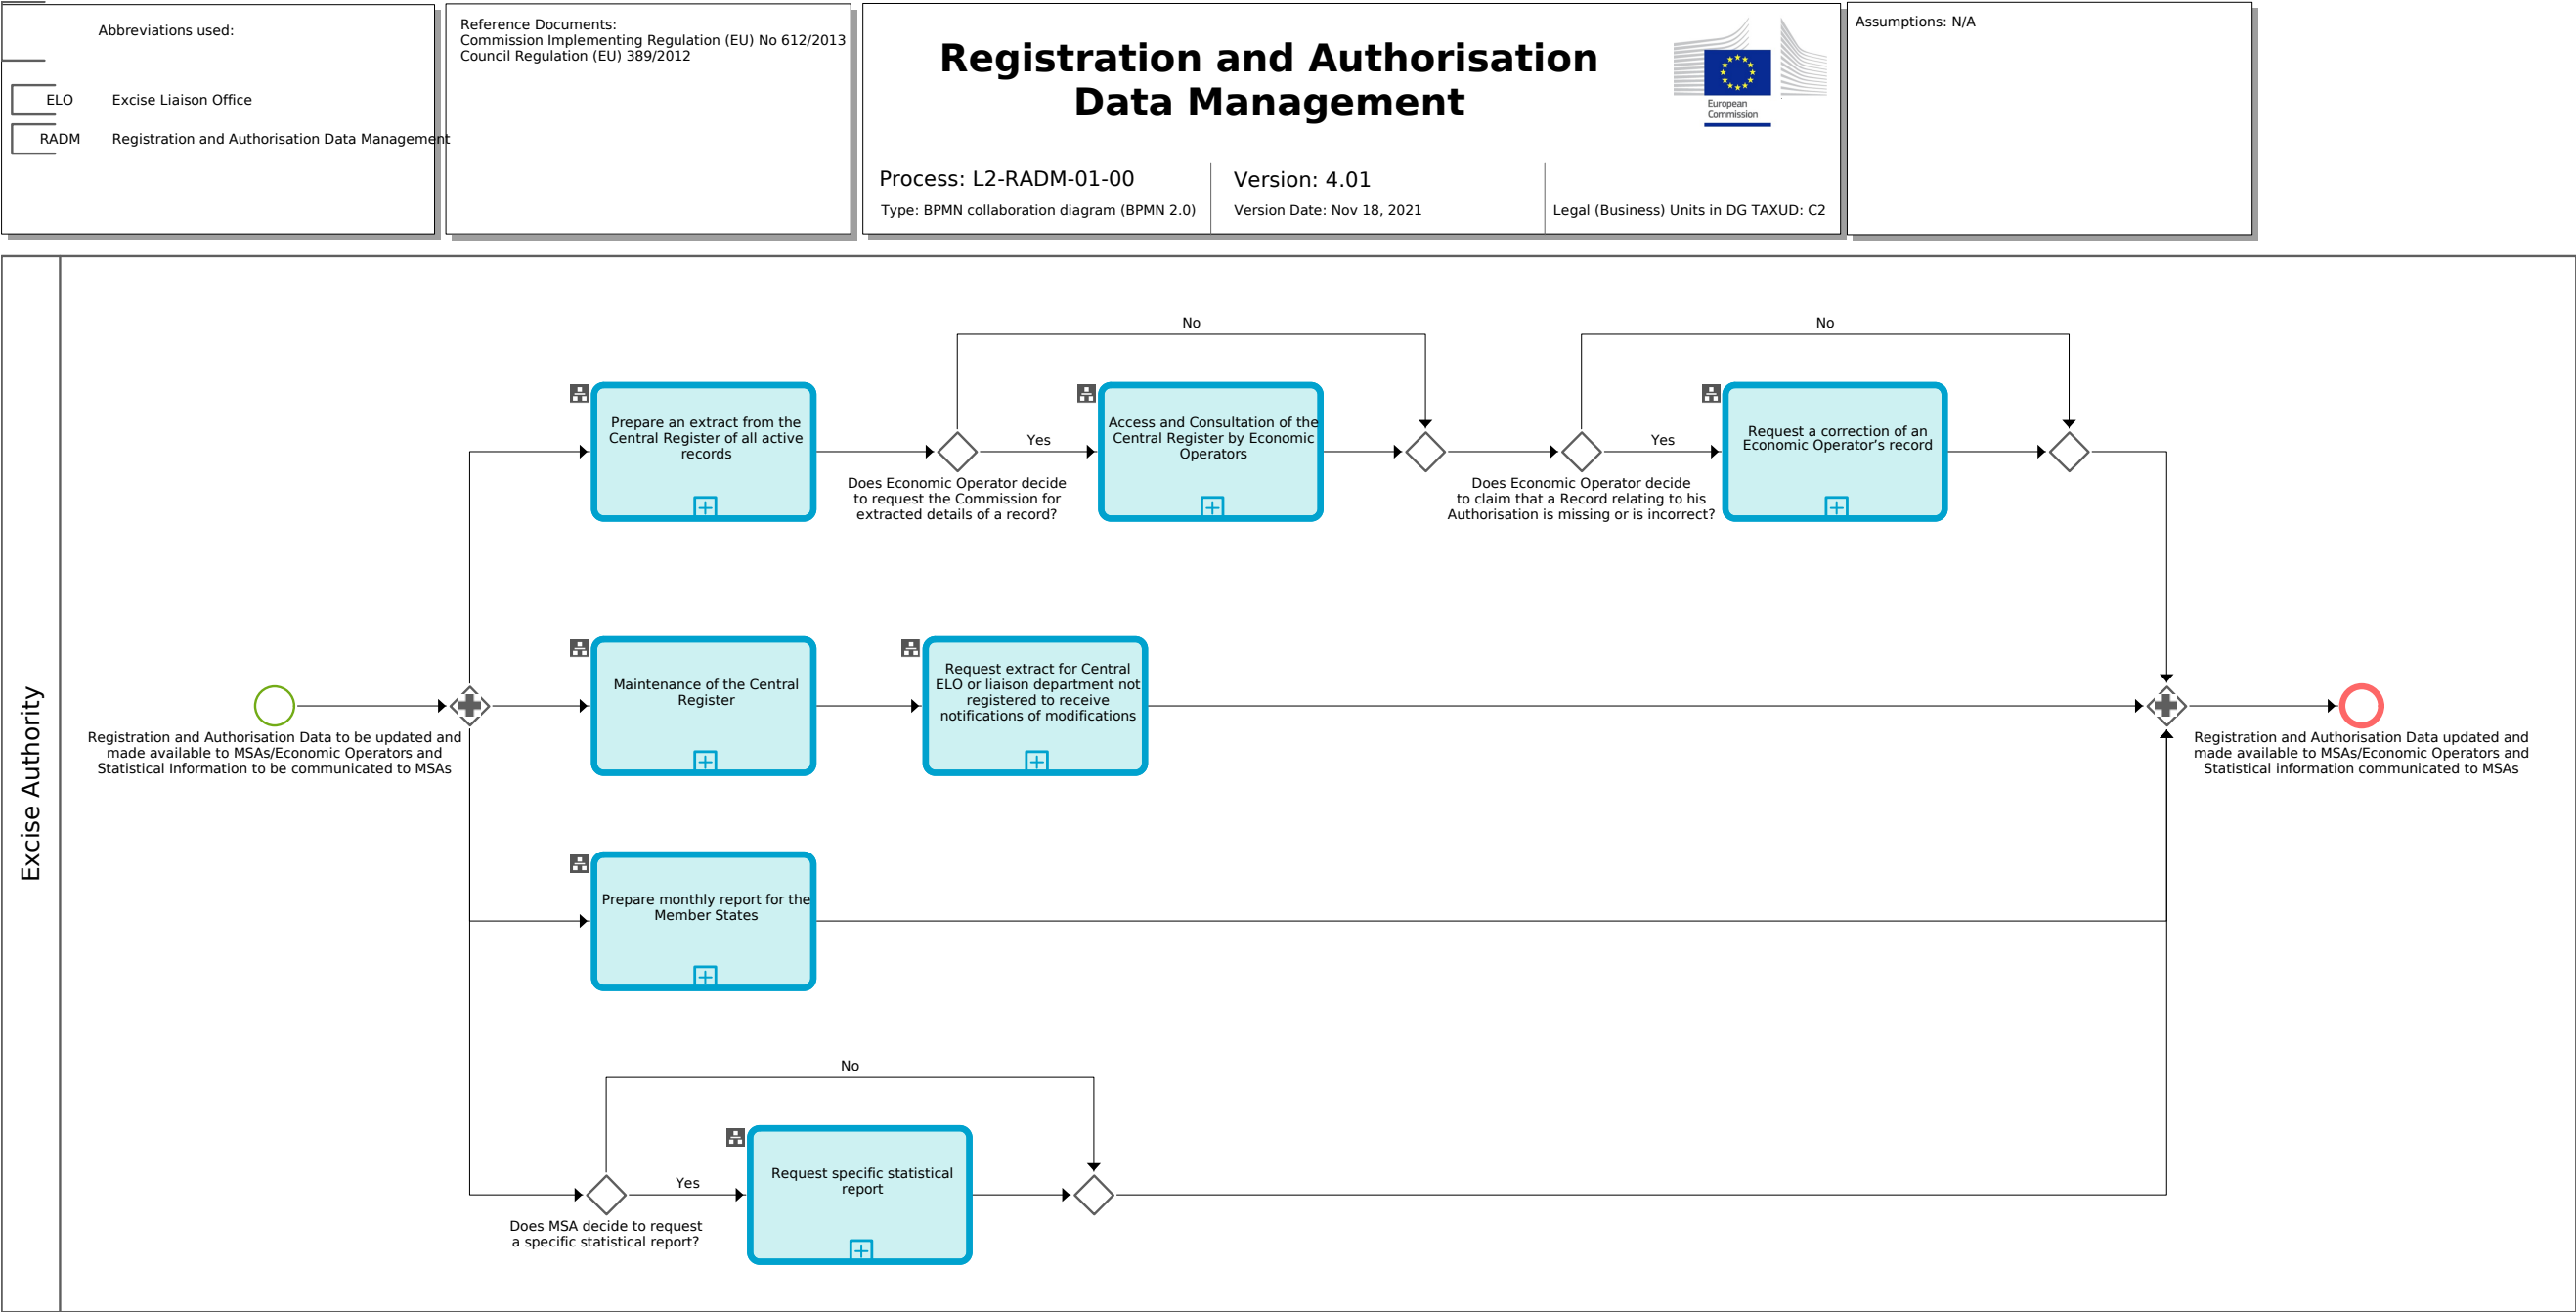 Abbreviations used:
ELO Excise Liaison Office
RADM Registration and Authorisation Data Management
Reference Documents:
Commission Implementing Regulation (EU) No 612/2013
Council Regulation (EU) 389/2012
Registration and Authorisation
Data Management
European
Commission
Process: L2-RADM-01-00
Version: 4.01
Type: BPMN collaboration diagram (BPMN 2.0)
Version Date: Nov 18, 2021
Legal (Business) Units in DG TAXUD: C2
Assumptions: N/A
Excise Authority
No
No
Prepare an extract from the
Central Register of all active
records
Does Economic Operator decide
to request the Commission for
extracted details of a record?
Yes
Access and Consultation of the
Central Register by Economic
Operators
Does Economic Operator decide
to claim that a Record relating to his
Authorisation is missing or is incorrect?
Yes
Request a correction of an
Economic Operator’s record
Registration and Authorisation Data to be updated and
made available to MSAs/Economic Operators and
Statistical Information to be communicated to MSAs
Maintenance of the Central
Register
Request extract for Central
ELO or liaison department not
registered to receive
notifications of modifications
Registration and Authorisation Data updated and
made available to MSAs/Economic Operators and
Statistical information communicated to MSAs
Prepare monthly report for the
Member States
No
Does MSA decide to request
a specific statistical report?
Yes
Request specific statistical
report